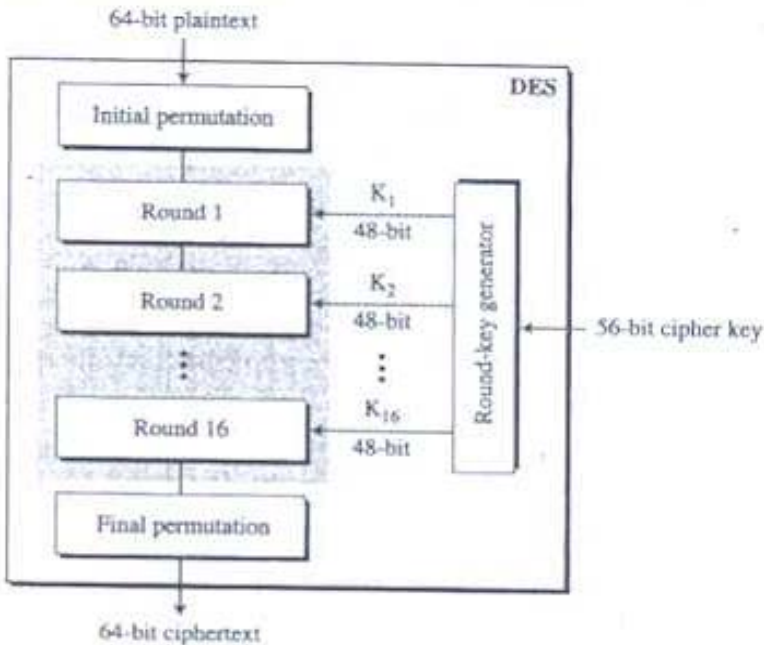 64-bit plaintext
DES
Initial permutation
Round 1
K1
48-bit
Round 2
K2
48-bit
Round-key generator
56-bit cipher key
Round 16
K16
48-bit
Final permutation
64-bit ciphertext